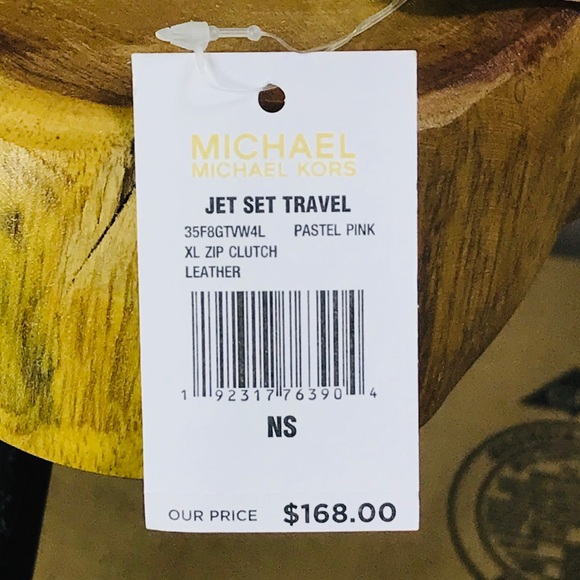 MICHAEL
MICHAEL KORS
JET SET TRAVEL
35F8GTVW4L PASTEL PINK
XL ZIP CLUTCH
LEATHER
1 92317 76390 4
NS
OUR PRICE $168.00